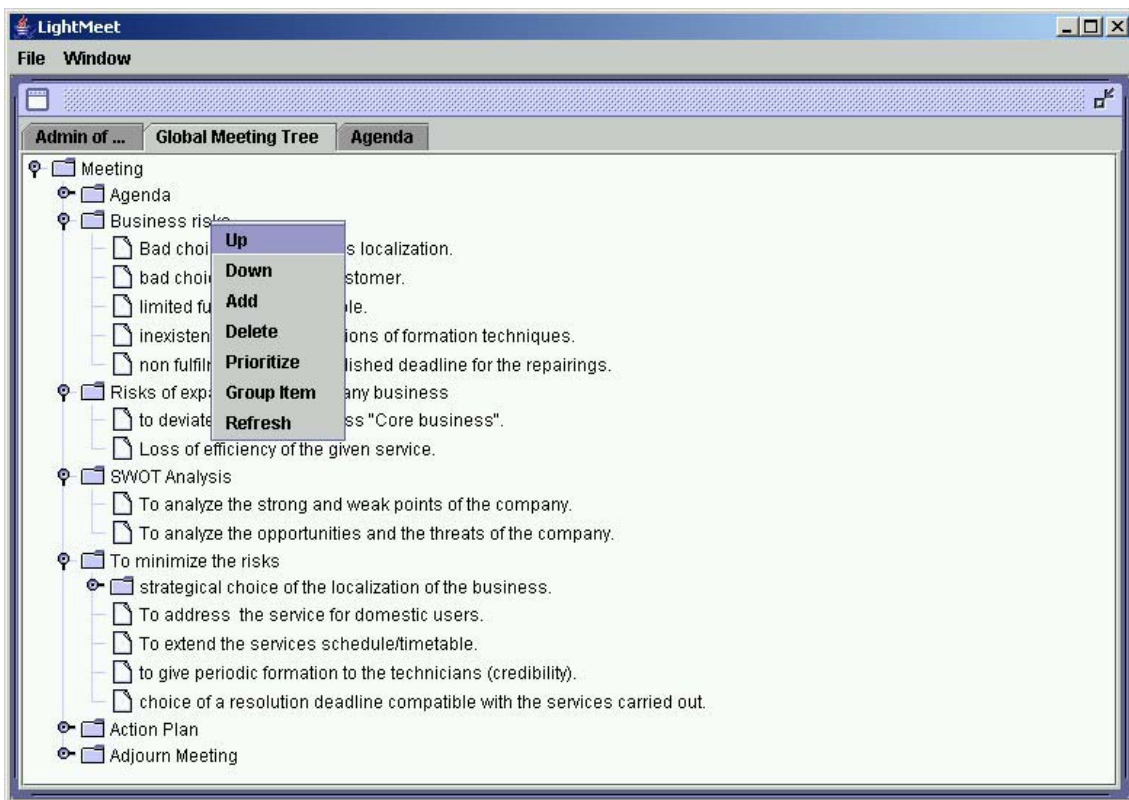 LightMeet
File Window
Admin of ... Global Meeting Tree Agenda
Meeting
Agenda
Business risks
Up
Bad choi s localization.
Down
bad choi stomer.
Add
limited fu le.
Delete
inexisten ions of formation techniques.
Prioritize
non fulfil lished deadline for the repairings.
Group Item
Risks of expa any business
Refresh
to deviate ss "Core business".
Loss of efficiency of the given service.
SWOT Analysis
To analyze the strong and weak points of the company.
To analyze the opportunities and the threats of the company.
To minimize the risks
strategical choice of the localization of the business.
To address the service for domestic users.
To extend the services schedule/timetable.
to give periodic formation to the technicians (credibility).
choice of a resolution deadline compatible with the services carried out.
Action Plan
Adjourn Meeting